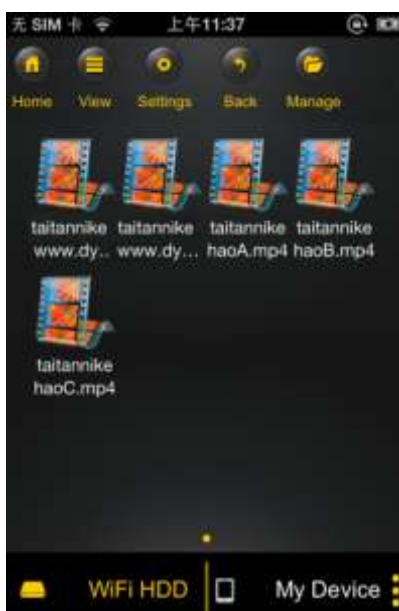 无 SIM 卡 上午11:37
Home View Settings Back Manage
taitannike taitannike taitannike taitannike
www.dy.. www.dy... haoA.mp4 haoB.mp4
taitannike
haoC.mp4
WiFi HDD My Device